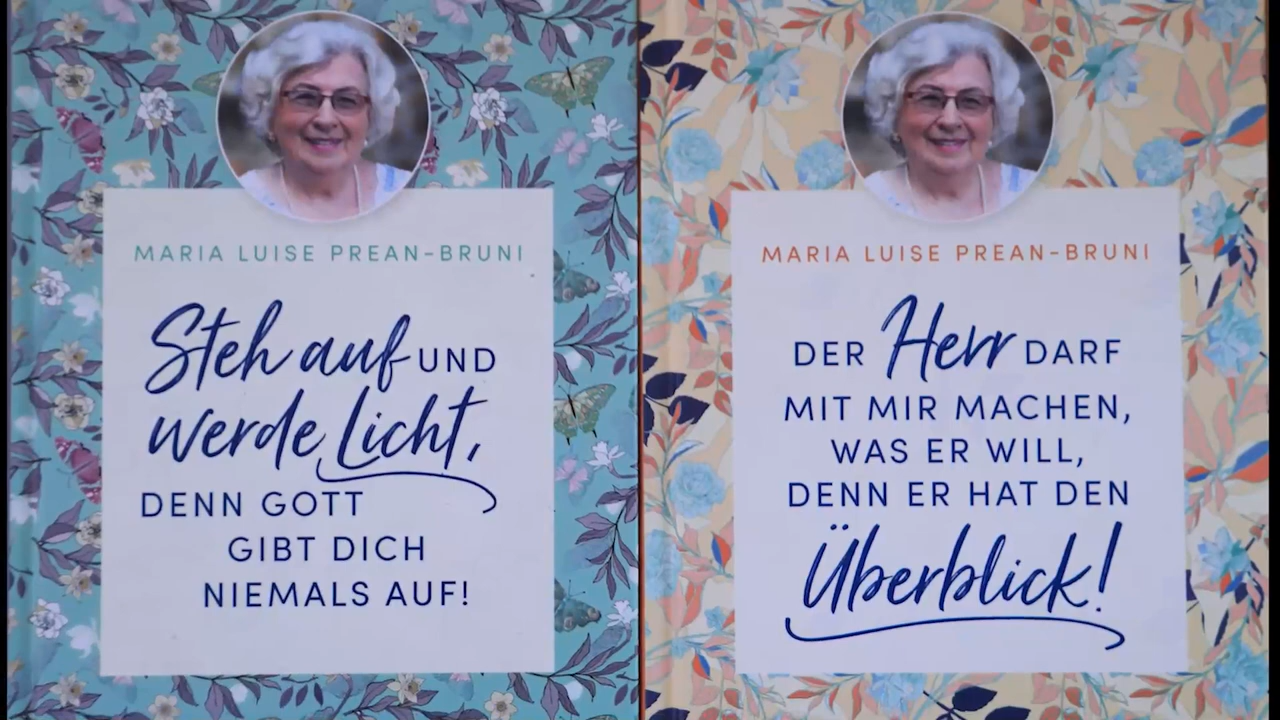 MARIA LUISE PREAN-BRUNI
Steh auf UND
werde Licht,
DENN GOTT
GIBT DICH
NIEMALS AUF!
MARIA LUISE PREAN-BRUNI
DER Herr DARF
MIT MIR MACHEN,
WAS ER WILL,
DENN ER HAT DEN
Überblick!